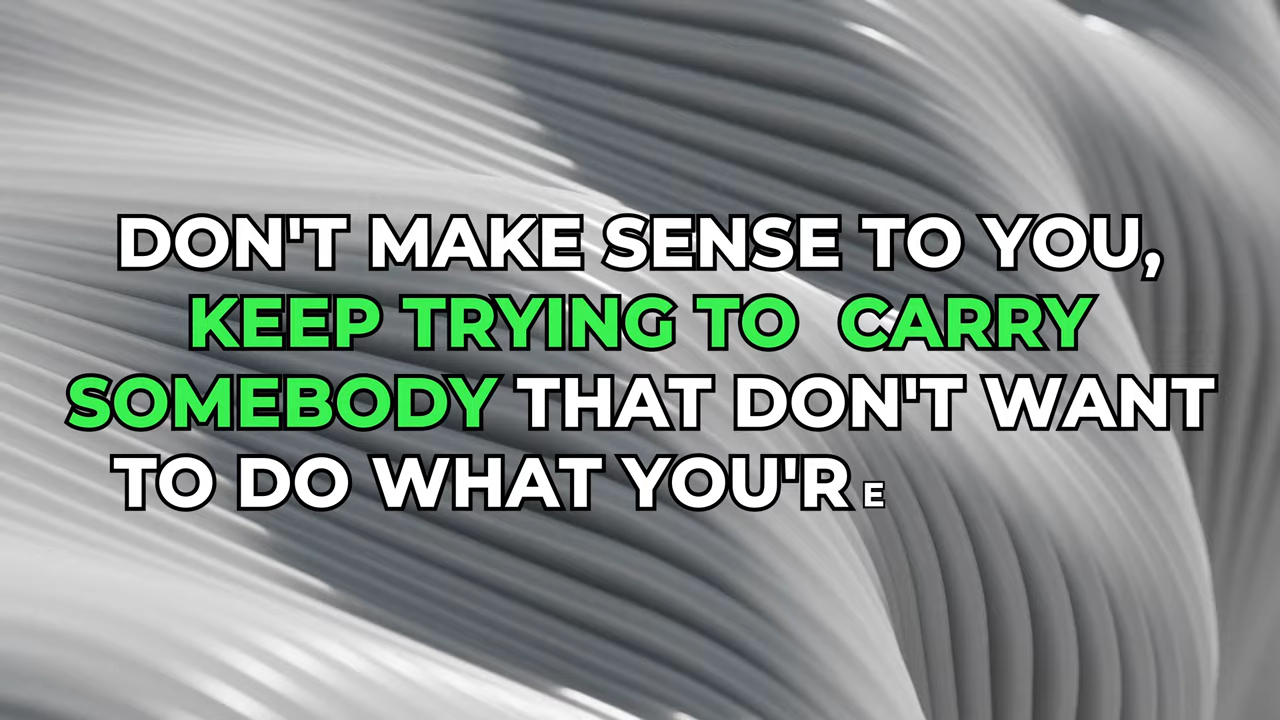 DON'T MAKE SENSE TO YOU,
KEEP TRYING TO CARRY
SOMEBODY THAT DON'T WANT
TO DO WHAT YOU'RE